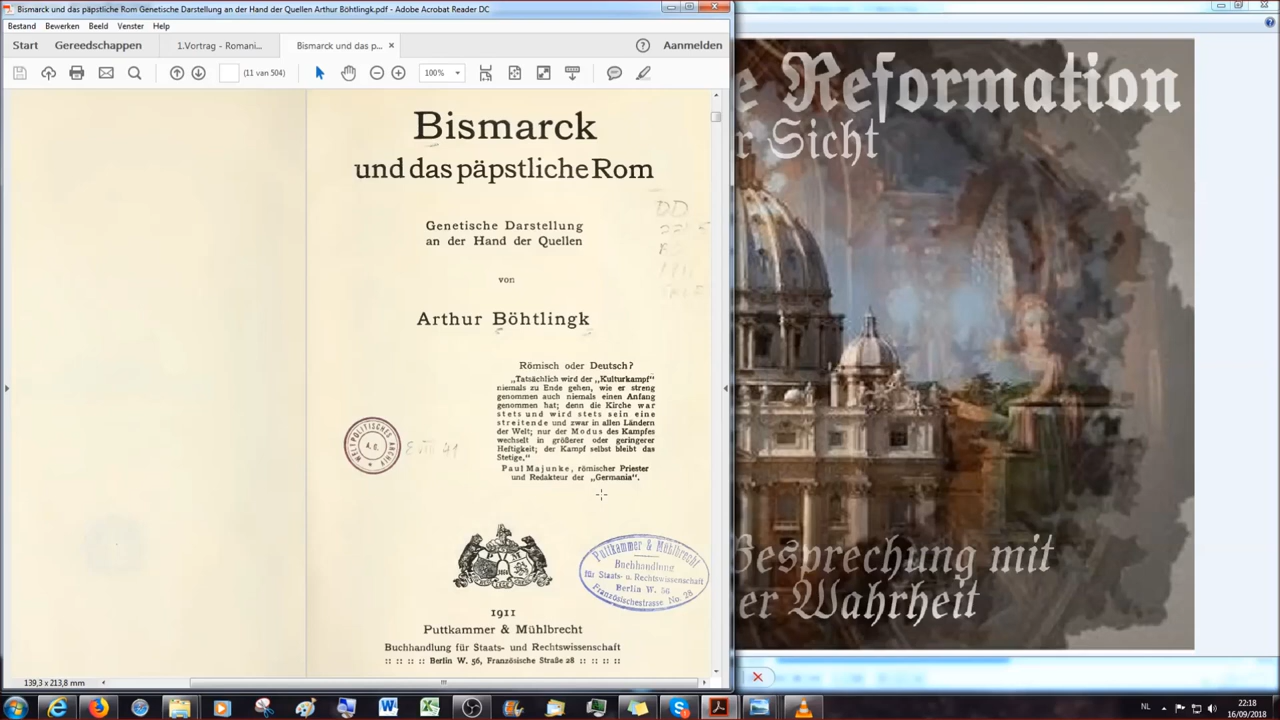 Bismarck und das päpstliche Rom Genetische Darstellung an der Hand der Quellen Arthur Böhtlingk.pdf - Adobe Acrobat Reader DC
Bestand Bewerken Beeld Venster Help
Start Gereedschappen 1.Vortrag - Romani... Bismarck und das p... × Anmelden
(11 van 504) 100%
Bismarck
und das päpstliche Rom
Genetische Darstellung
an der Hand der Quellen
von
Arthur Böhtlingk
Römisch oder Deutsch?
„Tatsächlich wird der „Kulturkampf“
niemals zu Ende gehen, wie er streng
genommen auch niemals einen Anfang
genommen hat; denn die Kirche war
stets und wird stets sein eine
streitende und zwar in allen Ländern
der Welt; nur der Modus des Kampfes
wechselt in größerer oder geringerer
Heftigkeit; der Kampf selbst bleibt das
Stetige.“
Paul Majunke, römischer Priester
und Redakteur der „Germania“.
Puttkammer & Mühlbrecht
Buchhandlung
für Staats- u. Rechtswissenschaft
Berlin W. 56
Französischestrasse No. 28
1911
Puttkammer & Mühlbrecht
Buchhandlung für Staats- und Rechtswissenschaft
:: :: :: :: Berlin W. 56, Französische Straße 28 :: :: :: ::
139,3 x 213,8 mm
e Reformation
r Sicht
Besprechung mit
er Wahrheit
NL 22:18
16/09/2018